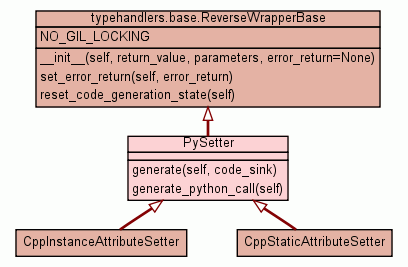 typehandlers.base.ReverseWrapperBase
NO_GIL_LOCKING
__init__(self, return_value, parameters, error_return=None)
set_error_return(self, error_return)
reset_code_generation_state(self)
PySetter
generate(self, code_sink)
generate_python_call(self)
CppInstanceAttributeSetter
CppStaticAttributeSetter